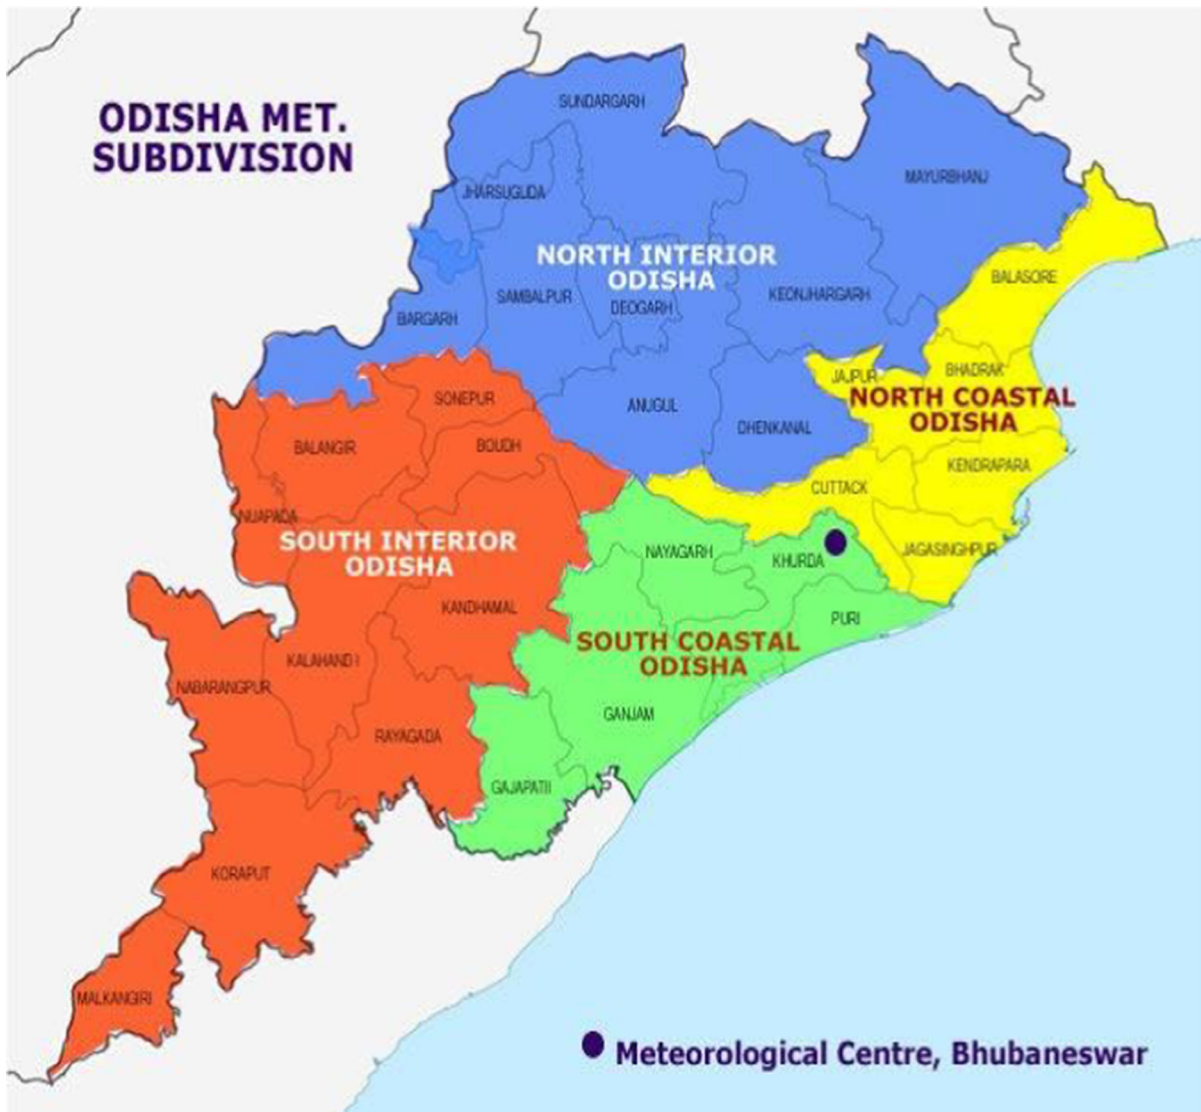 ODISHA MET.
SUBDIVISION
SUNDARGARH
MAYURBHANJ
JHARSUGUDA
NORTH INTERIOR
ODISHA
BALASORE
SAMBALPUR
DEOGARH
KEONJHARGARH
BARGARH
JAJPUR
BHADRAK
NORTH COASTAL
ODISHA
SONEPUR
ANUGUL
DHENKANAL
BALANGIR
BOUDH
KENDRAPARA
CUTTACK
NUAPADA
SOUTH INTERIOR
ODISHA
NAYAGARH
KHURDA
JAGASINGHPUR
KANDHAMAL
PURI
SOUTH COASTAL
ODISHA
KALAHANDI
NABARANGPUR
GANJAM
RAYAGADA
GAJAPATII
KORAPUT
MALKANGIRI
Meteorological Centre, Bhubaneswar